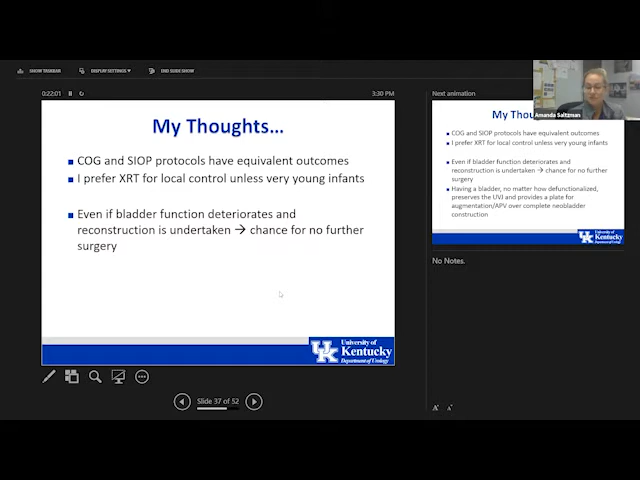 SHOW TASKBAR
DISPLAY SETTINGS ▾
END SLIDE SHOW
0:22:01
3:30 PM
My Thoughts…
COG and SIOP protocols have equivalent outcomes
I prefer XRT for local control unless very young infants
Even if bladder function deteriorates and
reconstruction is undertaken → chance for no further
surgery
UK
University of
Kentucky
Department of Urology
Slide 37 of 52
Next animation
Amanda Saltzman
My Thou
COG and SIOP protocols have equivalent outcomes
I prefer XRT for local control unless very young infants
Even if bladder function deteriorates and
reconstruction is undertaken → chance for no further
surgery
Having a bladder, no matter how defunctionalized,
preserves the UVJ and provides a plate for
augmentation/APV over complete neobladder
construction
UK
University of
Kentucky
Department of Urology
No Notes.
A
A